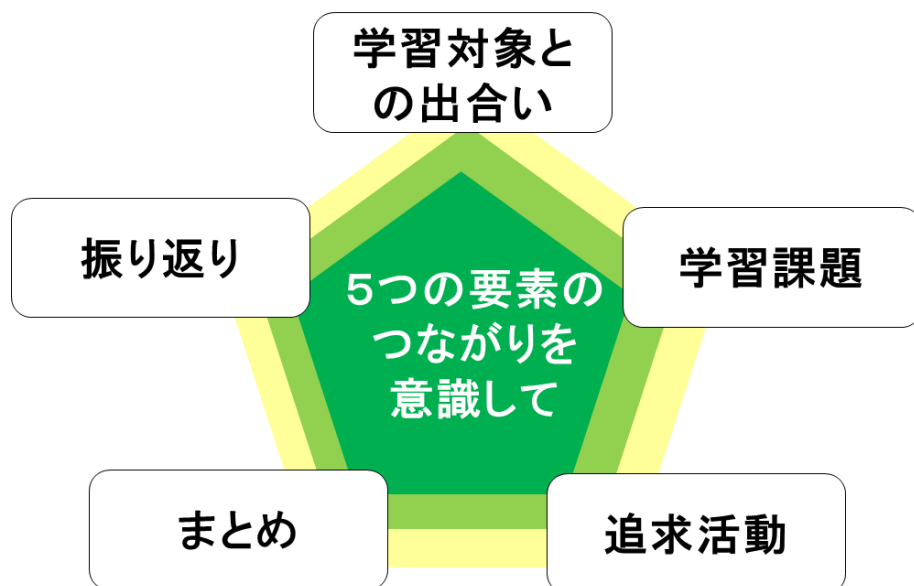 学習対象と
の出合い
振り返り
学習課題
５つの要素の
つながりを
意識して
まとめ
追求活動